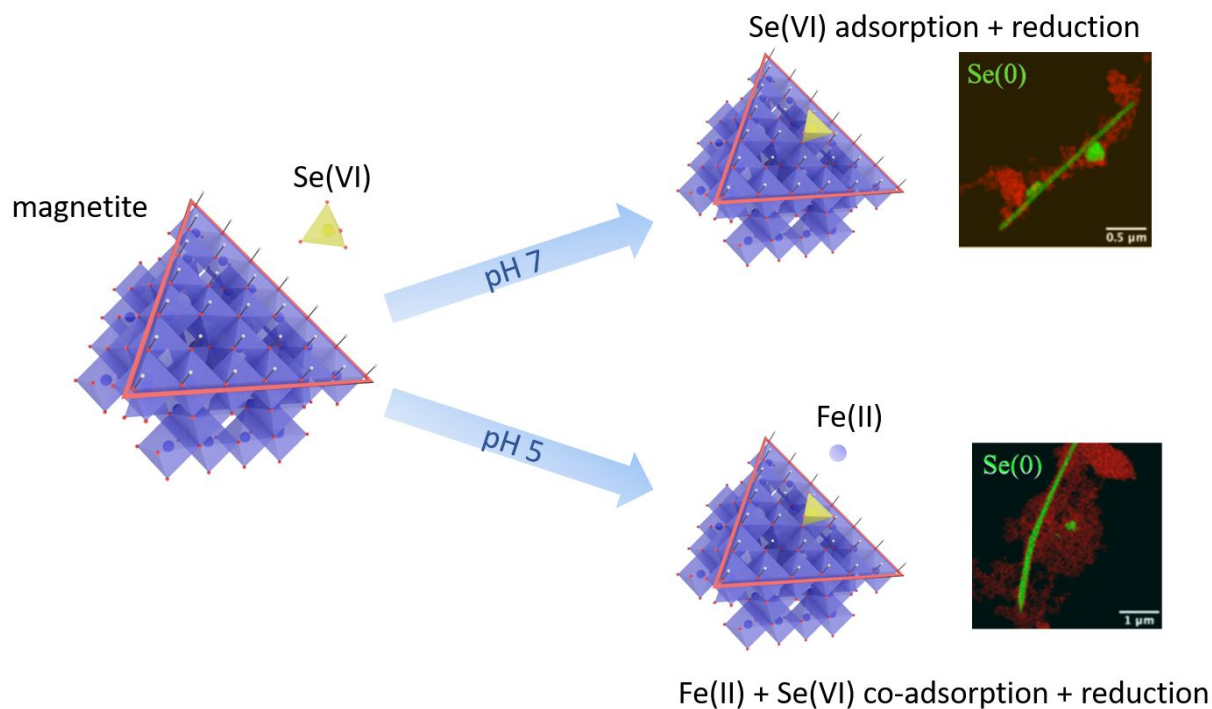 Se(VI) adsorption + reduction
Se(0)
0.5 µm
Se(VI)
magnetite
pH 7
pH 5
Fe(II)
Se(0)
1 µm
Fe(II) + Se(VI) co-adsorption + reduction